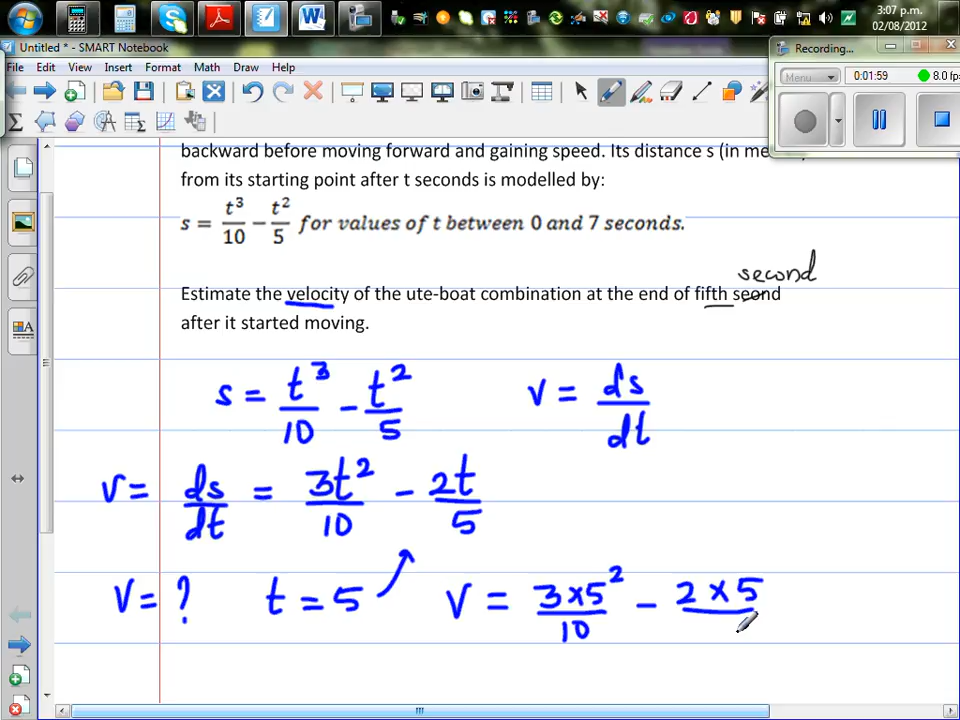 3:07 p.m.
02/08/2012
Untitled * - SMART Notebook
Recording...
File Edit View Insert Format Math Draw Help
Menu 0:01:59 8.0fp
backward before moving forward and gaining speed. Its distance s (in me
from its starting point after t seconds is modelled by:
s = t³/10 − t²/5 for values of t between 0 and 7 seconds.
second
Estimate the velocity of the ute-boat combination at the end of fifth seond
after it started moving.
s = t³/10 − t²/5 v = ds/dt
v = ds/dt = 3t²/10 − 2t/5
v = ? t = 5 v = 3×5²/10 − 2×5